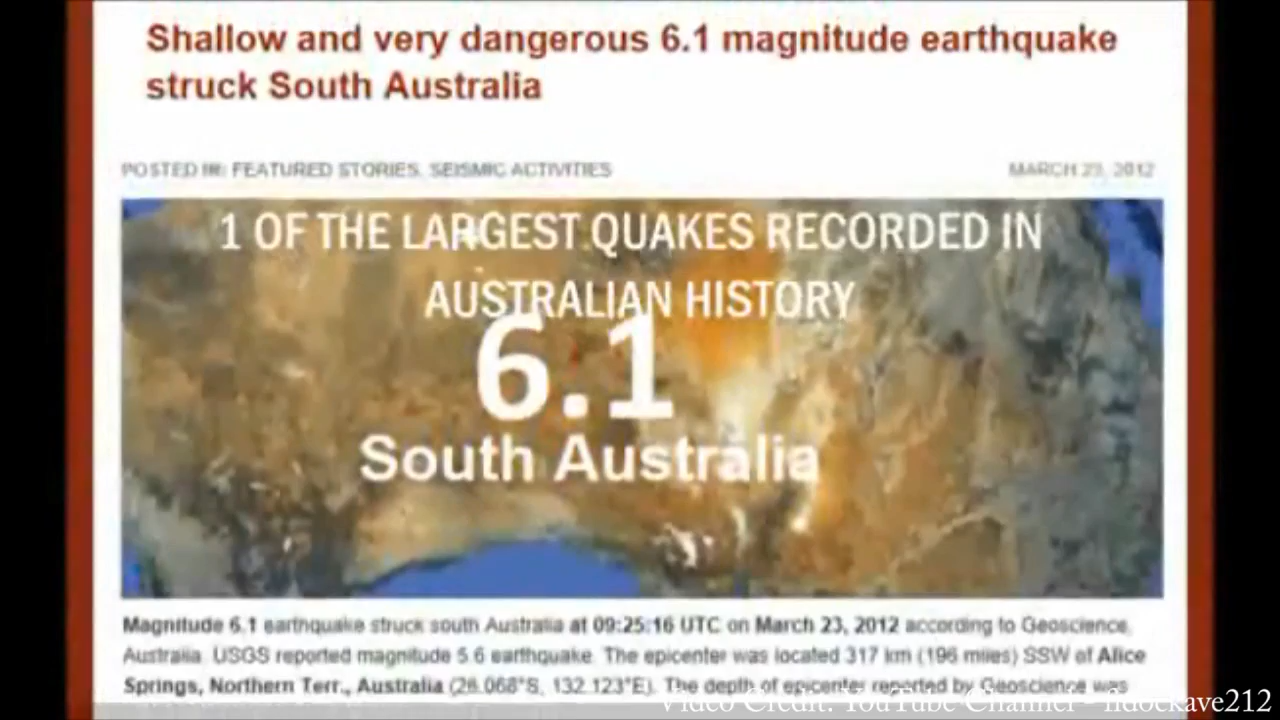 Shallow and very dangerous 6.1 magnitude earthquake
struck South Australia
POSTED IN: FEATURED STORIES, SEISMIC ACTIVITIES
MARCH 23, 2012
1 OF THE LARGEST QUAKES RECORDED IN
AUSTRALIAN HISTORY
6.1
South Australia
Magnitude 6.1 earthquake struck south Australia at 09:25:16 UTC on March 23, 2012 according to Geoscience
Australia. USGS reported magnitude 5.6 earthquake. The epicenter was located 317 km (196 miles) SSW of Alice
Springs, Northern Terr., Australia (26.068°S, 132.123°E). The depth of epicenter reported by Geoscience was
Video Credit: YouTube Channel -